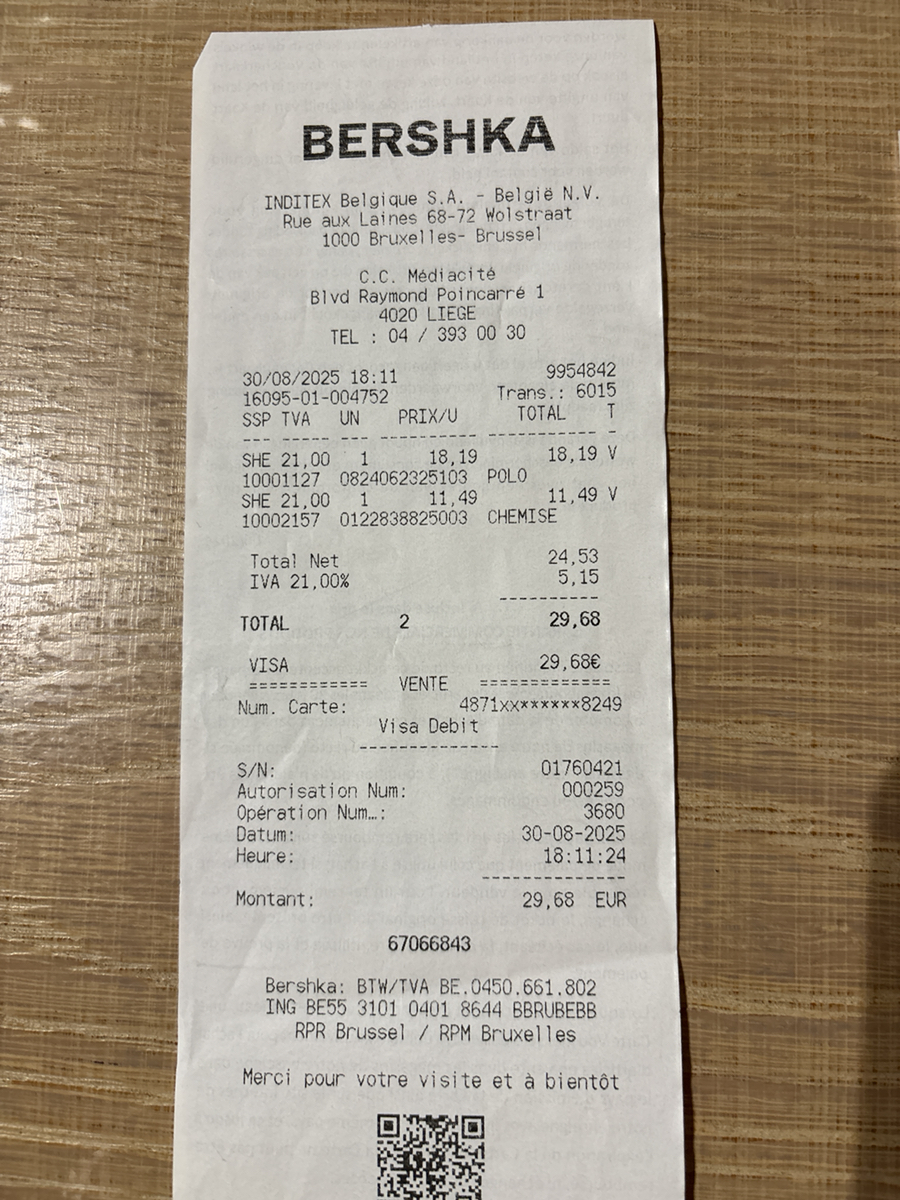 BERSHKA
INDITEX Belgique S.A. - België N.V.
Rue aux Laines 68-72 Wolstraat
1000 Bruxelles- Brussel
C.C. Médiacité
Blvd Raymond Poincarré 1
4020 LIEGE
TEL : 04 / 393 00 30
30/08/2025 18:11 9954842
16095-01-004752 Trans.: 6015
SSP TVA UN PRIX/U TOTAL T
--- ----- --- ---------- ----------- -
SHE 21,00 1 18,19 18,19 V
10001127 0824062325103 POLO
SHE 21,00 1 11,49 11,49 V
10002157 0122838825003 CHEMISE
Total Net 24,53
IVA 21,00% 5,15
----------
TOTAL 2 29,68
VISA 29,68€
============ VENTE =============
Num. Carte: 4871xx******8249
Visa Debit
----------------
S/N: 01760421
Autorisation Num: 000259
Opération Num…: 3680
Datum: 30-08-2025
Heure: 18:11:24
----------------
Montant: 29,68 EUR
67066843
Bershka: BTW/TVA BE.0450.661.802
ING BE55 3101 0401 8644 BBRUBEBB
RPR Brussel / RPM Bruxelles
Merci pour votre visite et à bientôt